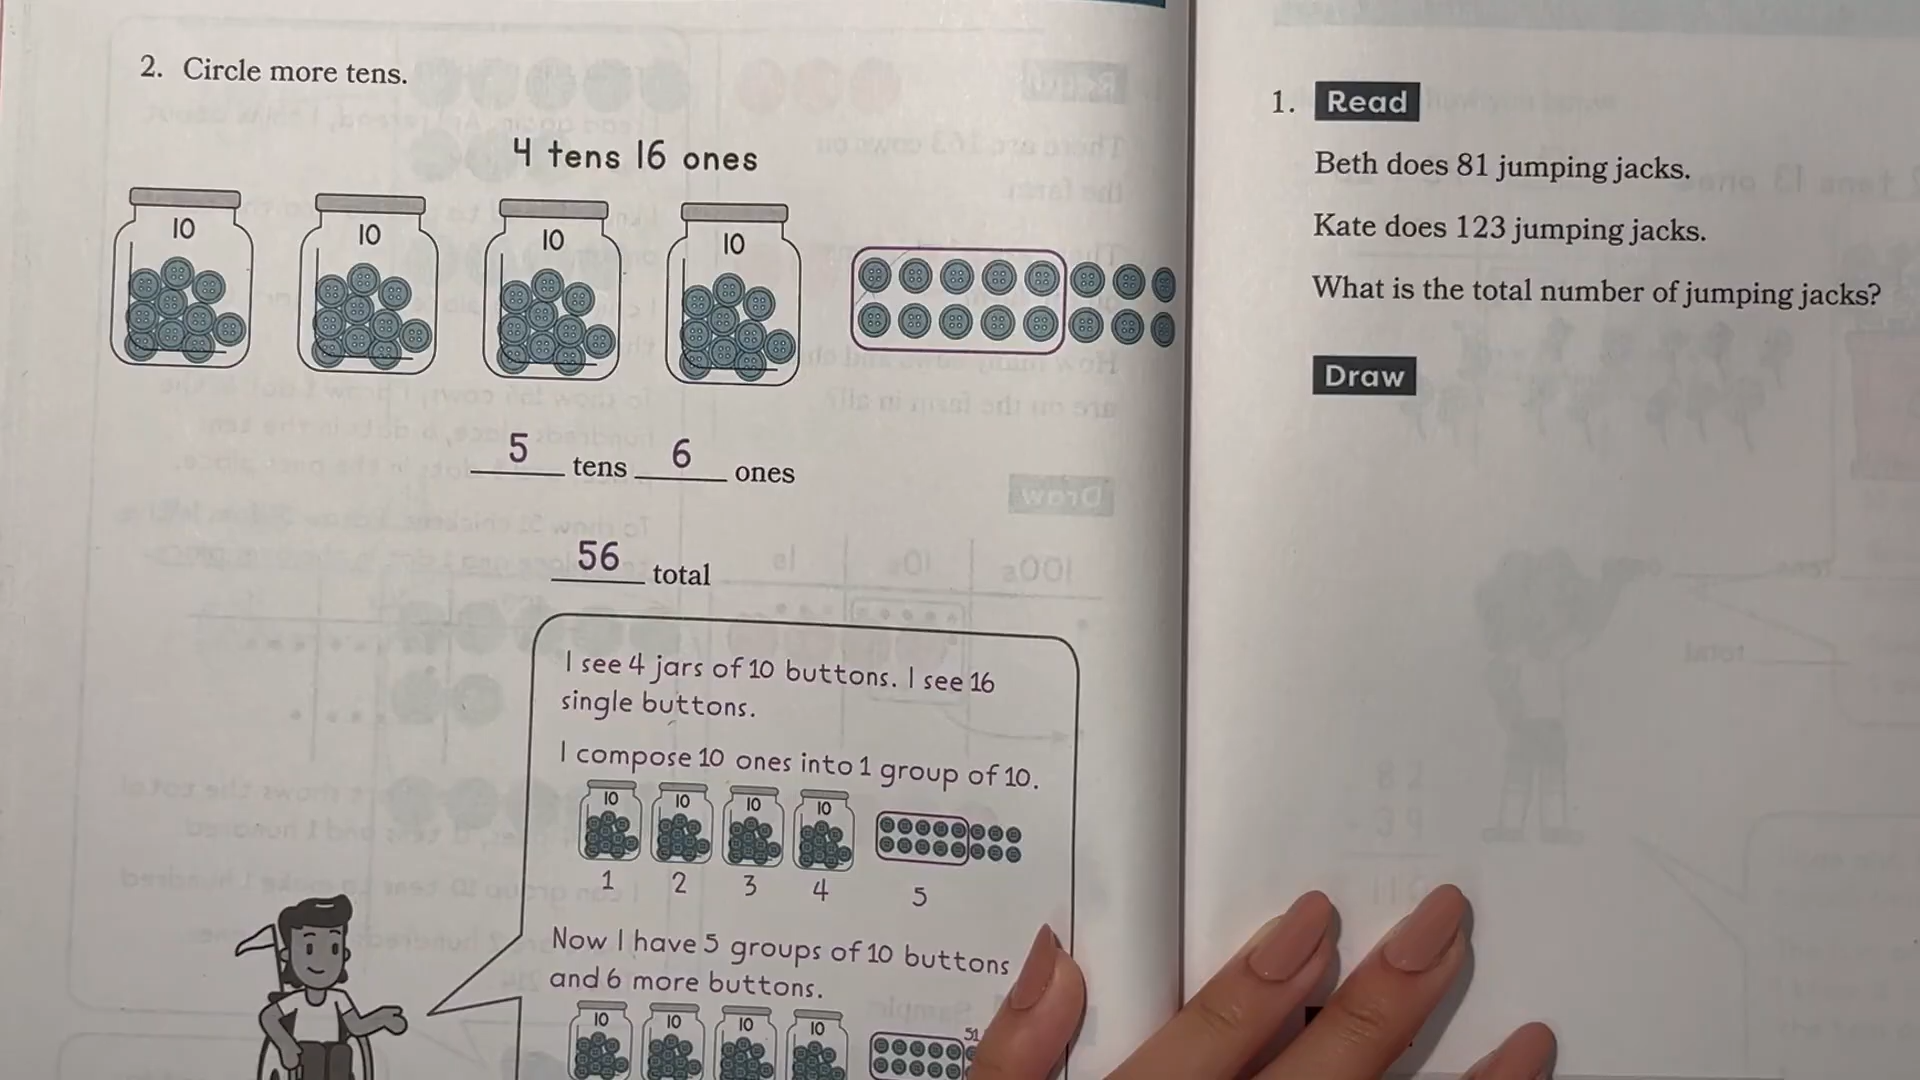 2. Circle more tens.
4 tens 16 ones
10 10 10 10
5 tens 6 ones
56 total
I see 4 jars of 10 buttons. I see 16
single buttons.
I compose 10 ones into 1 group of 10.
10 10 10 10
1 2 3 4 5
Now I have 5 groups of 10 buttons
and 6 more buttons.
10 10 10 10
51
1. Read
Beth does 81 jumping jacks.
Kate does 123 jumping jacks.
What is the total number of jumping jacks?
Draw